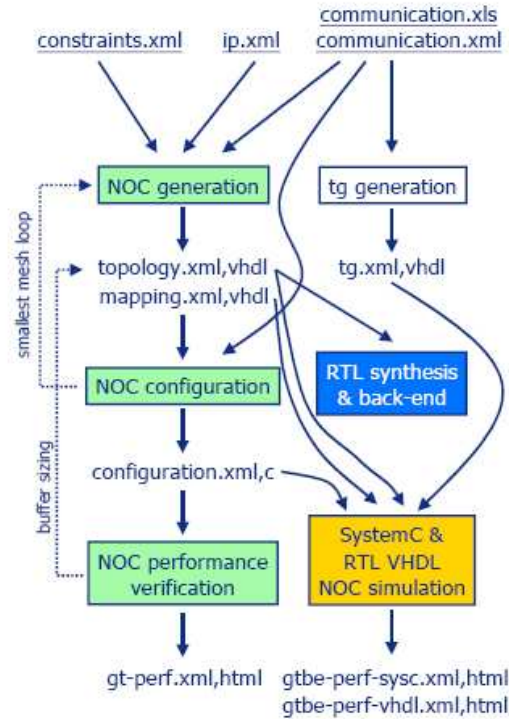 communication.xls
constraints.xml
ip.xml
communication.xml
NOC generation
tg generation
smallest mesh loop
topology.xml,vhdl
mapping.xml,vhdl
tg.xml,vhdl
NOC configuration
RTL synthesis
& back-end
buffer sizing
configuration.xml,c
NOC performance
verification
SystemC &
RTL VHDL
NOC simulation
gt-perf.xml,html
gtbe-perf-sysc.xml,html
gtbe-perf-vhdl.xml,html